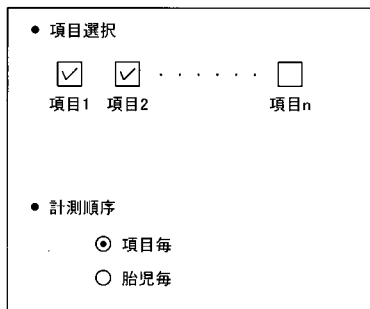 ● 項目選択
☑ ☑ ・・・・・・ ☐
項目1 項目2 項目n
● 計測順序
◉ 項目毎
○ 胎児毎